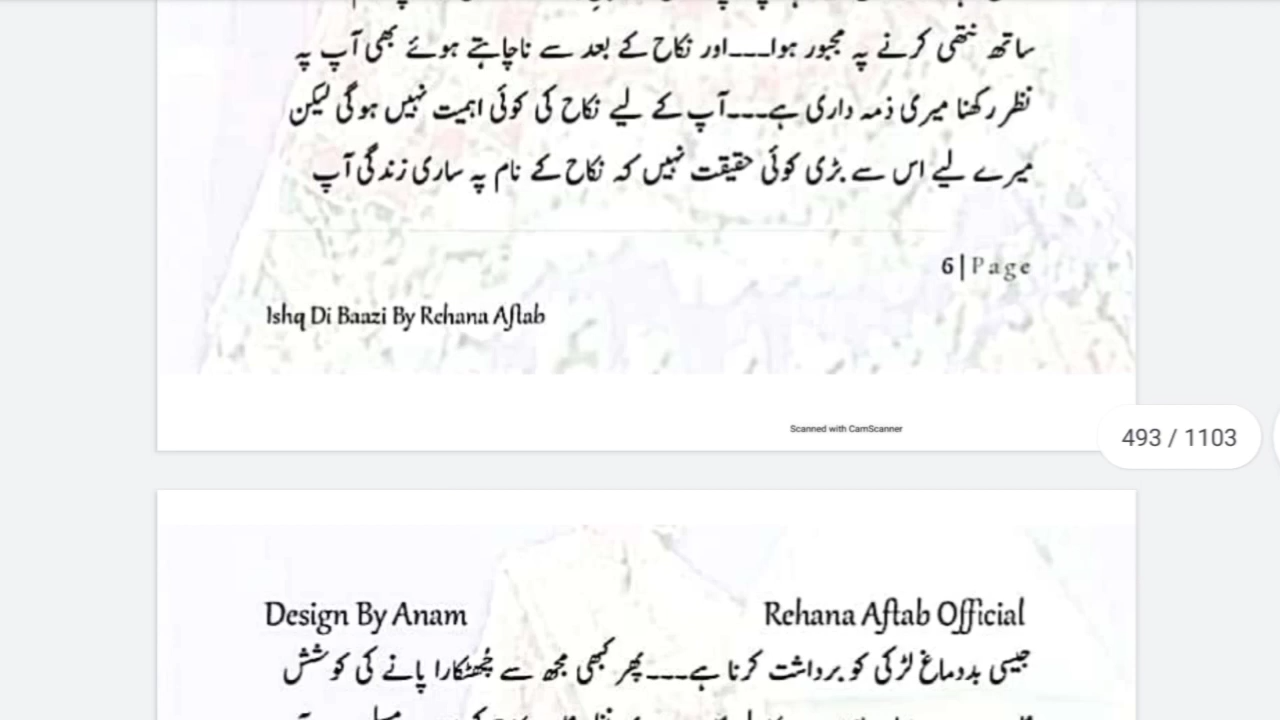 ساتھ نتھی کرنے پہ مجبور ہوا۔۔۔اور نکاح کے بعد سے ناچاہتے ہوئے بھی آپ پہ
نظر رکھنا میری ذمہ داری ہے۔۔۔آپ کے لیے نکاح کی کوئی اہمیت نہیں ہوگی لیکن
میرے لیے اس سے بڑی کوئی حقیقت نہیں کہ نکاح کے نام پہ ساری زندگی آپ
6|Page
Ishq Di Baazi By Rehana Aftab
Scanned with CamScanner
493 / 1103
Design By Anam
Rehana Aftab Official
جیسی بددماغ لڑکی کو برداشت کرنا ہے۔۔۔پھر کبھی مجھ سے چھٹکارا پانے کی کوشش